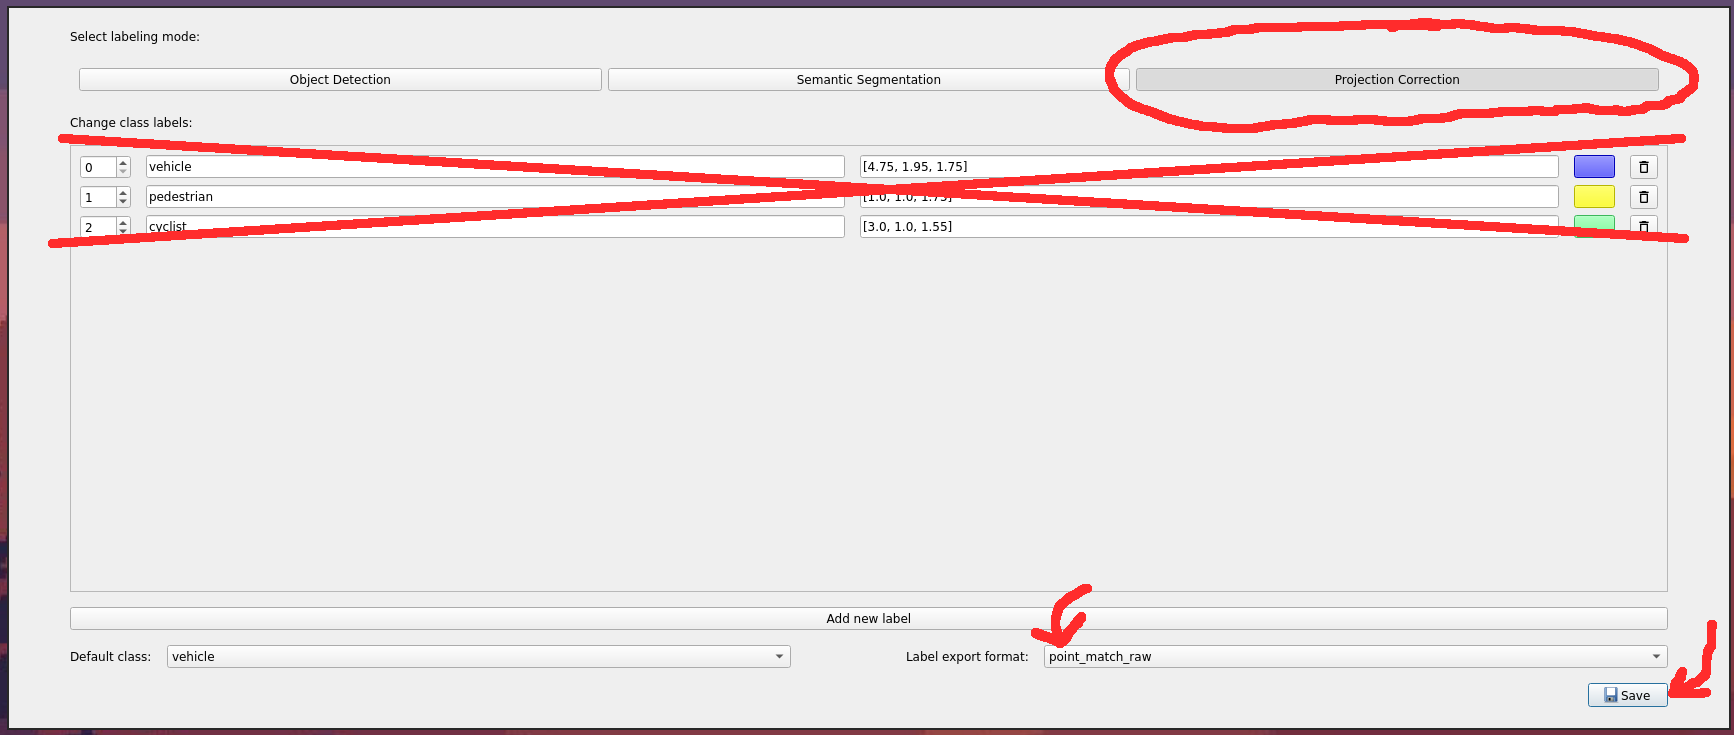 Select labeling mode:
Object Detection Semantic Segmentation Projection Correction
Change class labels:
0 vehicle [4.75, 1.95, 1.75]
1 pedestrian [1.0, 1.0, 1.75]
2 cyclist [3.0, 1.0, 1.55]
Add new label
Default class: vehicle Label export format: point_match_raw
Save